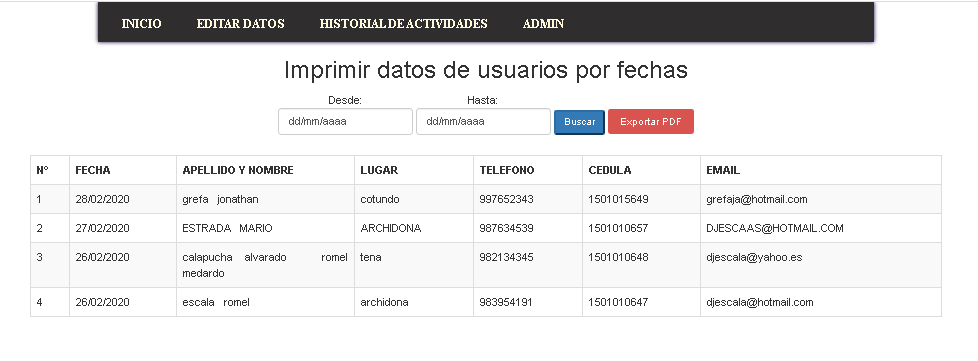 INICIO EDITAR DATOS HISTORIAL DE ACTIVIDADES ADMIN
Imprimir datos de usuarios por fechas
Desde: Hasta:
dd/mm/aaaa dd/mm/aaaa Buscar Exportar PDF
N° FECHA APELLIDO Y NOMBRE LUGAR TELEFONO CEDULA EMAIL
1 28/02/2020 grefa jonathan cotundo 997652343 1501015649 grefaja@hotmail.com
2 27/02/2020 ESTRADA MARIO ARCHIDONA 987634539 1501010657 DJESCAAS@HOTMAIL.COM
3 26/02/2020 calapucha alvarado romel tena 982134345 1501010648 djescala@yahoo.es
medardo
4 26/02/2020 escala romel archidona 983954191 1501010647 djescala@hotmail.com